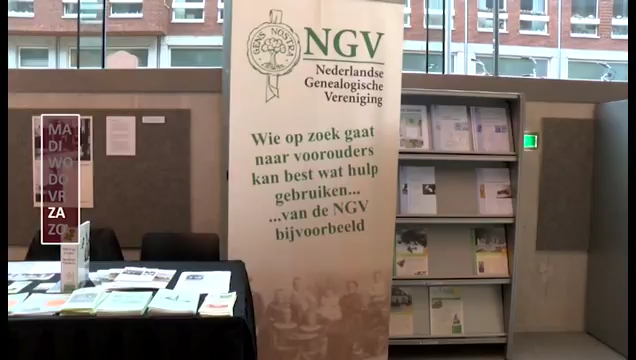 GENS NOSTRA
NGV
Nederlandse
Genealogische
Vereniging
Wie op zoek gaat
naar voorouders
kan best wat hulp
gebruiken...
...van de NGV
bijvoorbeeld
MA
DI
WO
DO
VR
ZA
ZO